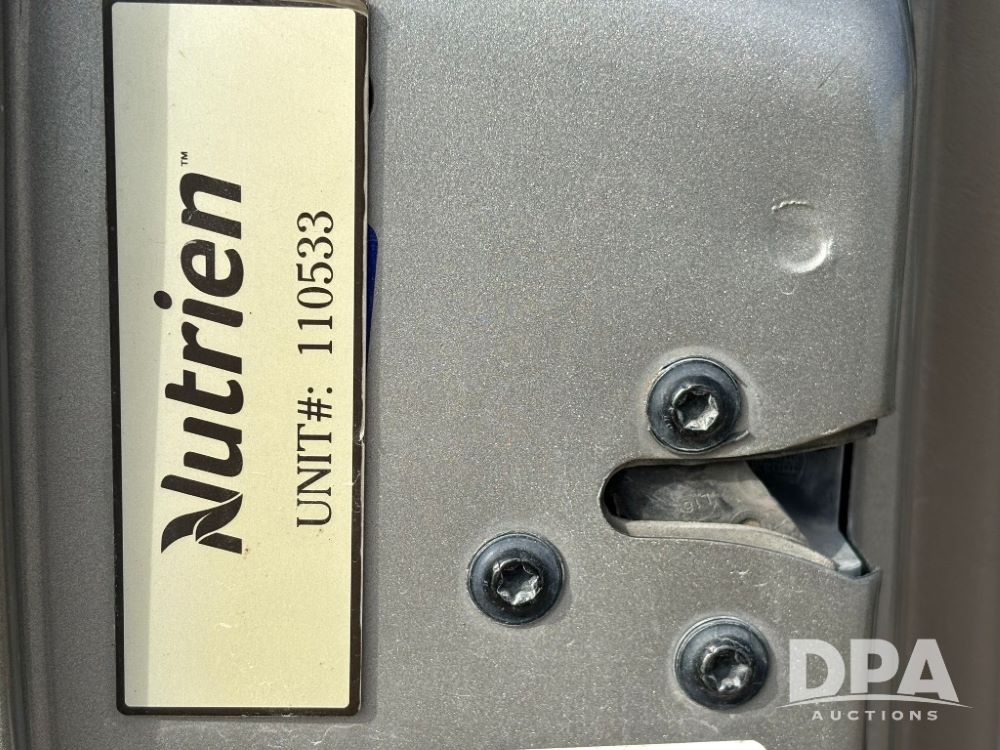 Nutrien™
UNIT#: 110533
DPA
AUCTIONS